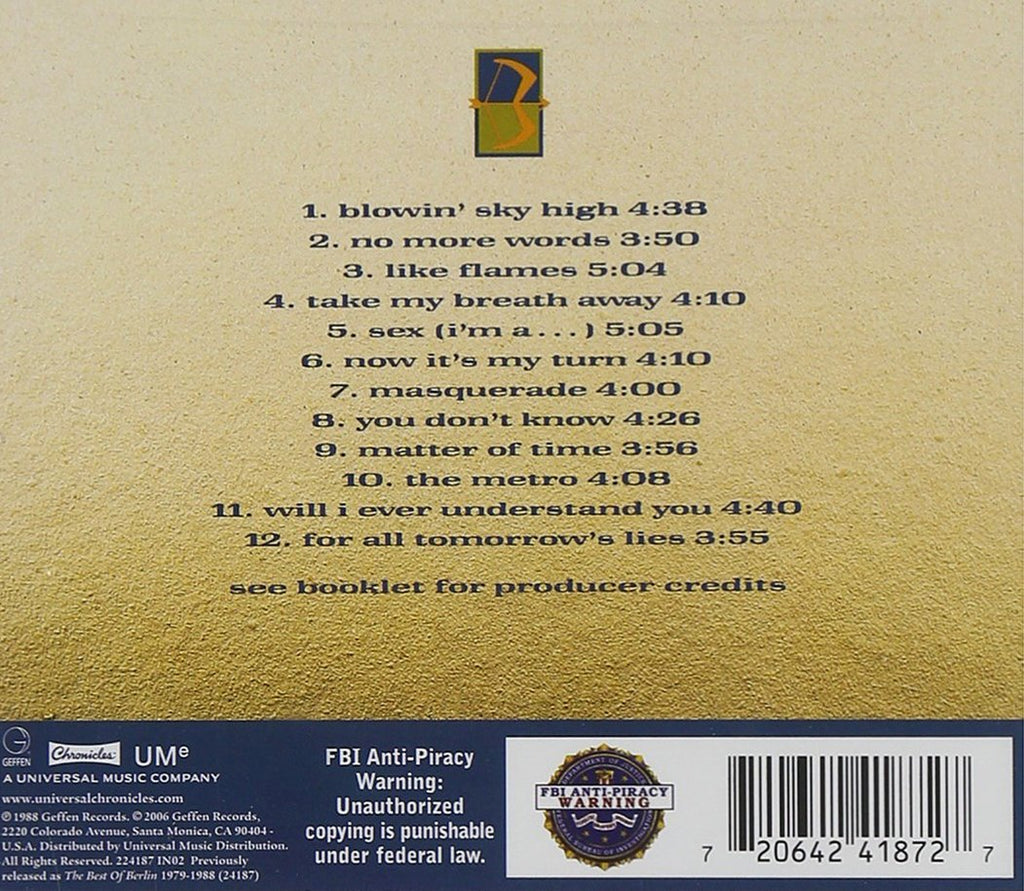 1. blowin' sky high 4:38
2. no more words 3:50
3. like flames 5:04
4. take my breath away 4:10
5. sex (i'm a...) 5:05
6. now it's my turn 4:10
7. masquerade 4:00
8. you don't know 4:26
9. matter of time 3:56
10. the metro 4:08
11. will i ever understand you 4:40
12. for all tomorrow's lies 3:55
see booklet for producer credits
GEFFEN
Chronicles
UMe
A UNIVERSAL MUSIC COMPANY
www.universalchronicles.com
℗ 1988 Geffen Records. © 2006 Geffen Records,
2220 Colorado Avenue, Santa Monica, CA 90404 -
U.S.A. Distributed by Universal Music Distribution.
All Rights Reserved. 224187 IN02 Previously
released as The Best Of Berlin 1979-1988 (24187)
FBI Anti-Piracy
Warning:
Unauthorized
copying is punishable
under federal law.
DEPARTMENT OF JUSTICE
FBI ANTI-PIRACY
WARNING
FEDERAL BUREAU OF INVESTIGATION
7 20642 41872 7